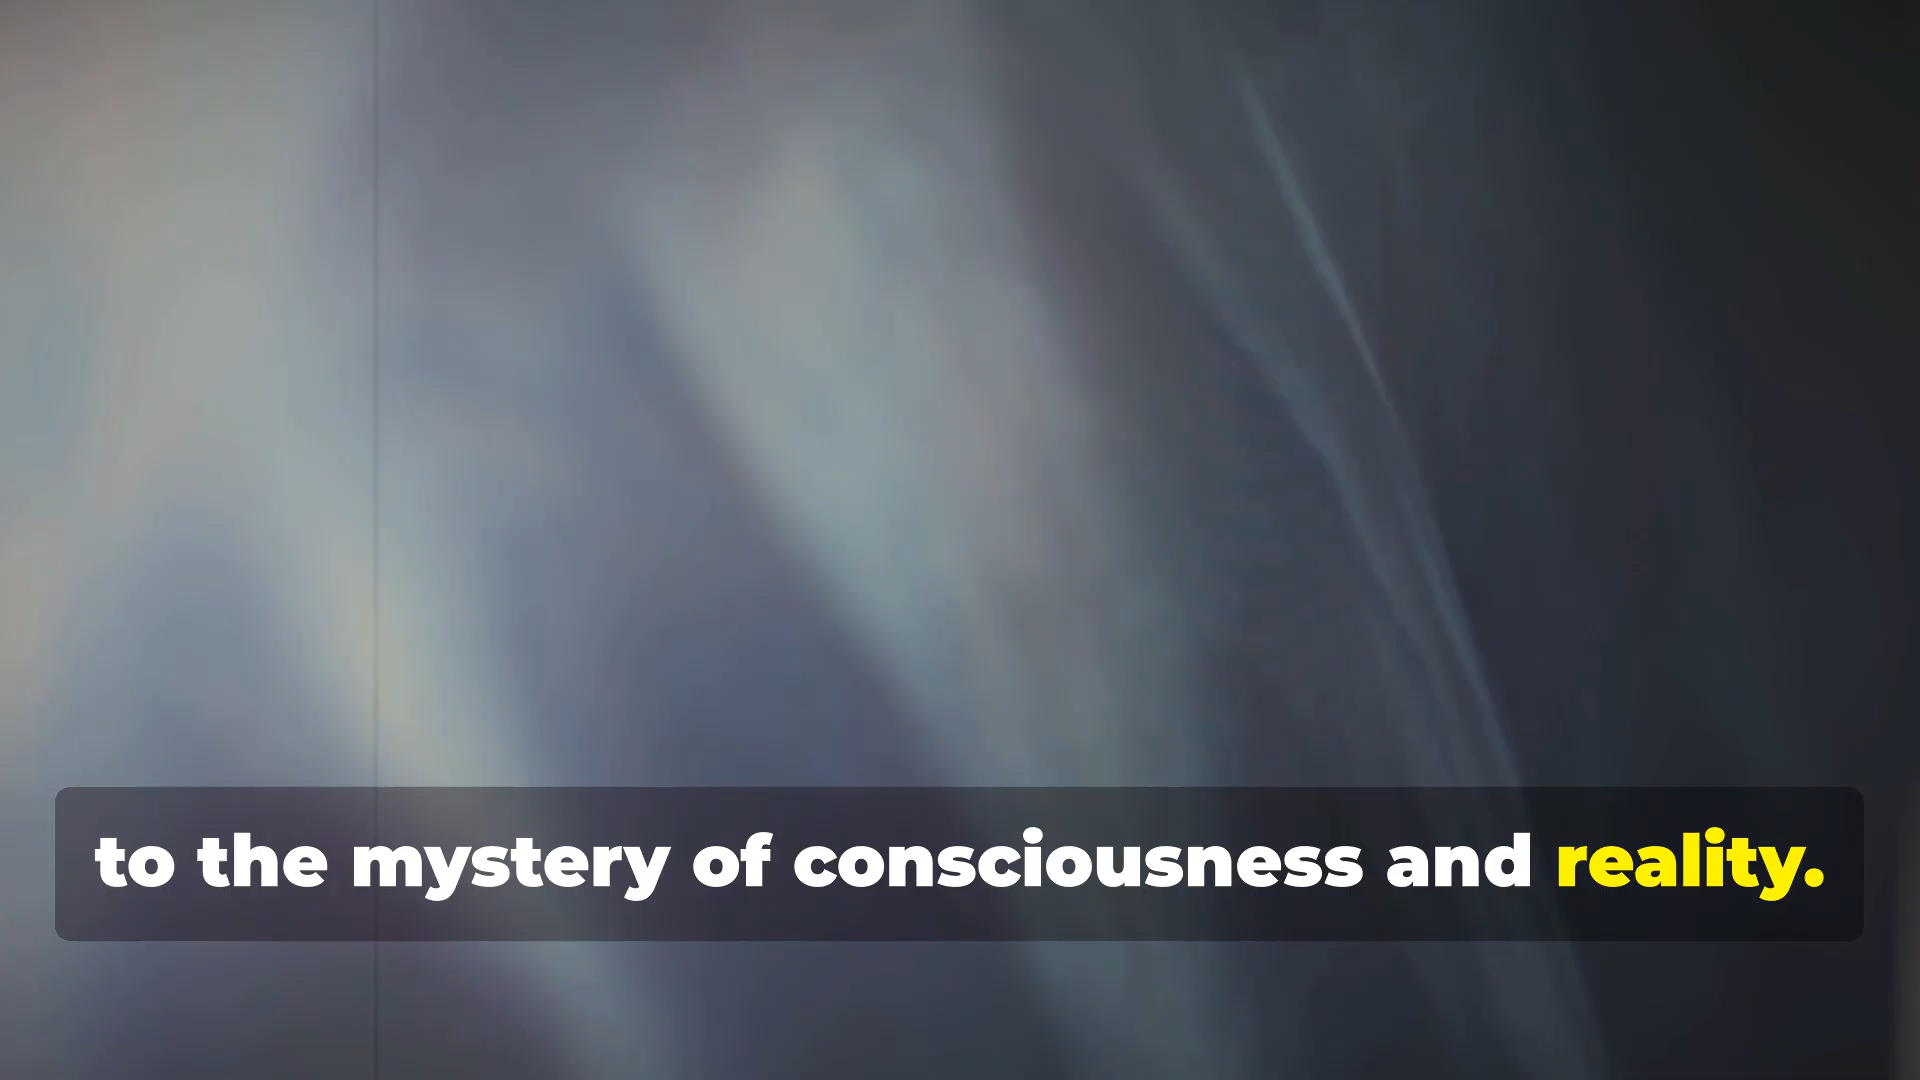 to the mystery of consciousness and reality.